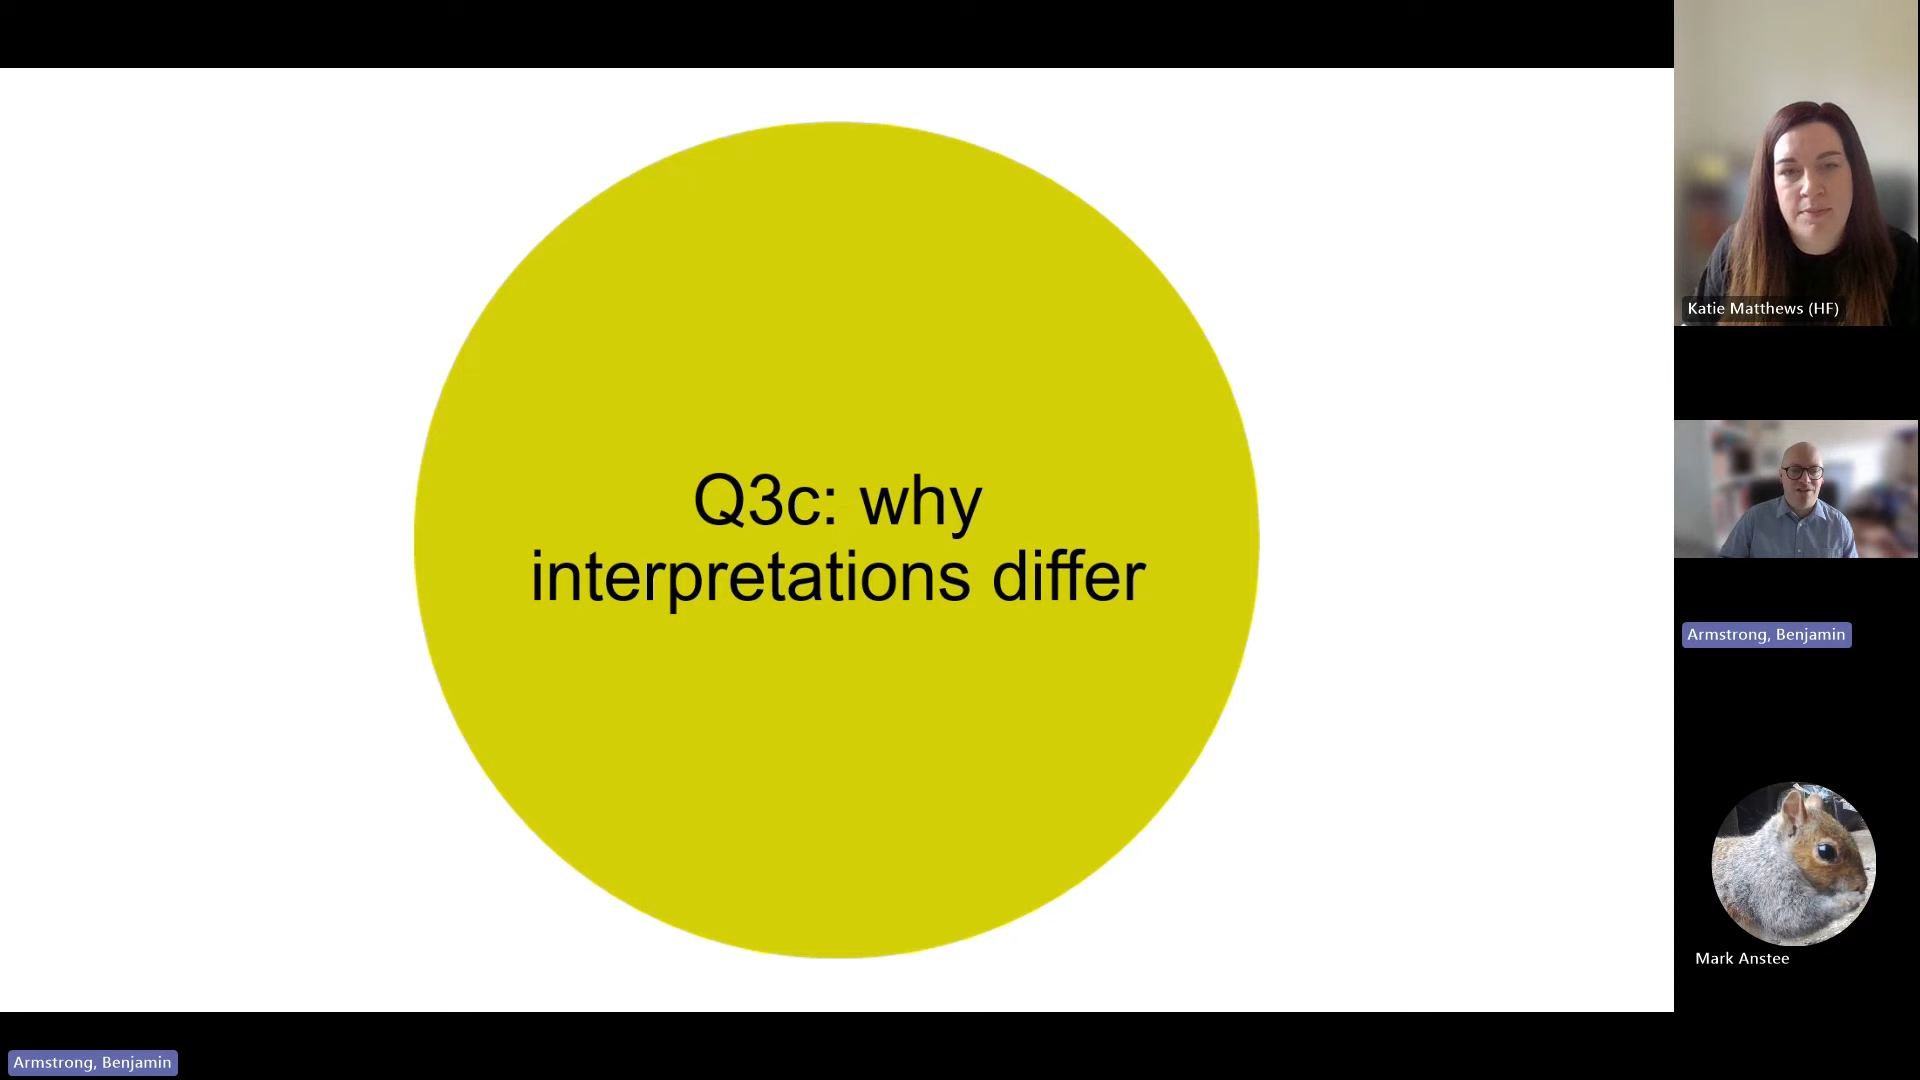 Q3c: why
interpretations differ
Katie Matthews (HF)
Armstrong, Benjamin
Mark Anstee
Armstrong, Benjamin